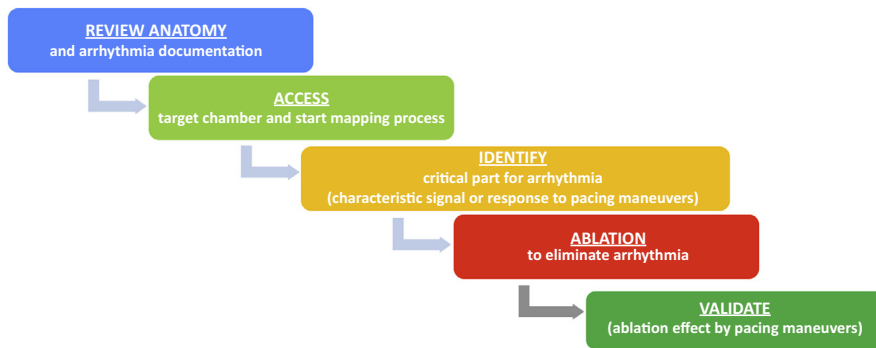 REVIEW ANATOMY
and arrhythmia documentation
ACCESS
target chamber and start mapping process
IDENTIFY
critical part for arrhythmia
(characteristic signal or response to pacing maneuvers)
ABLATION
to eliminate arrhythmia
VALIDATE
(ablation effect by pacing maneuvers)